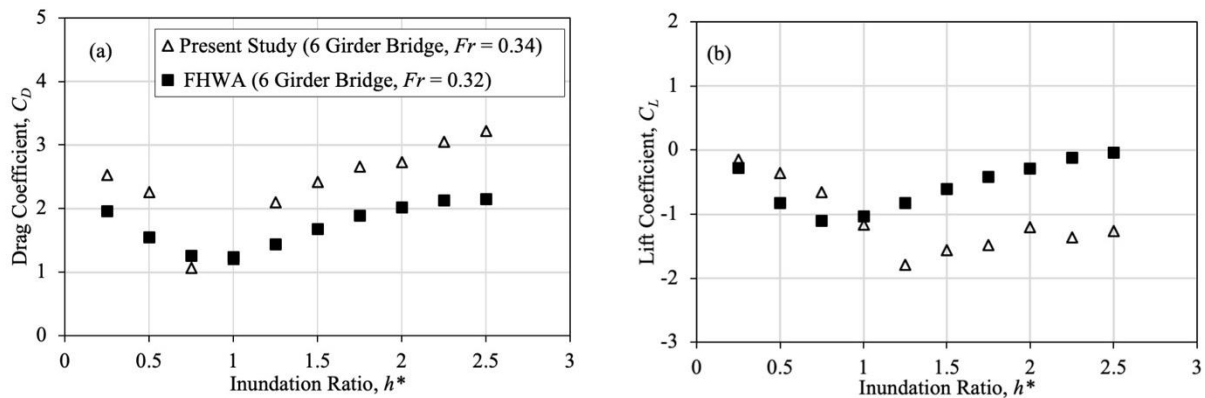 5
4
3
2
1
0
Drag Coefficient, C_D
(a)
Present Study (6 Girder Bridge, Fr = 0.34)
FHWA (6 Girder Bridge, Fr = 0.32)
0 0.5 1 1.5 2 2.5 3
Inundation Ratio, h*
2
1
0
-1
-2
-3
Lift Coefficient, C_L
(b)
0 0.5 1 1.5 2 2.5 3
Inundation Ratio, h*